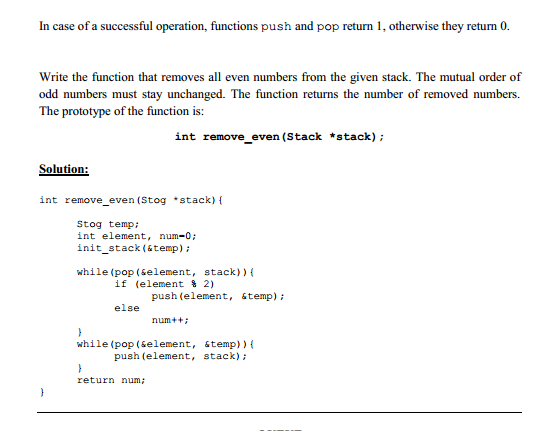 In case of a successful operation, functions push and pop return 1, otherwise they return 0.
Write the function that removes all even numbers from the given stack. The mutual order of
odd numbers must stay unchanged. The function returns the number of removed numbers.
The prototype of the function is:
int remove_even(Stack *stack);
Solution:
int remove_even(Stog *stack){
Stog temp;
int element, num=0;
init_stack(&temp);
while(pop(&element, stack)){
if (element % 2)
push(element, &temp);
else
num++;
}
while(pop(&element, &temp)){
push(element, stack);
}
return num;
}